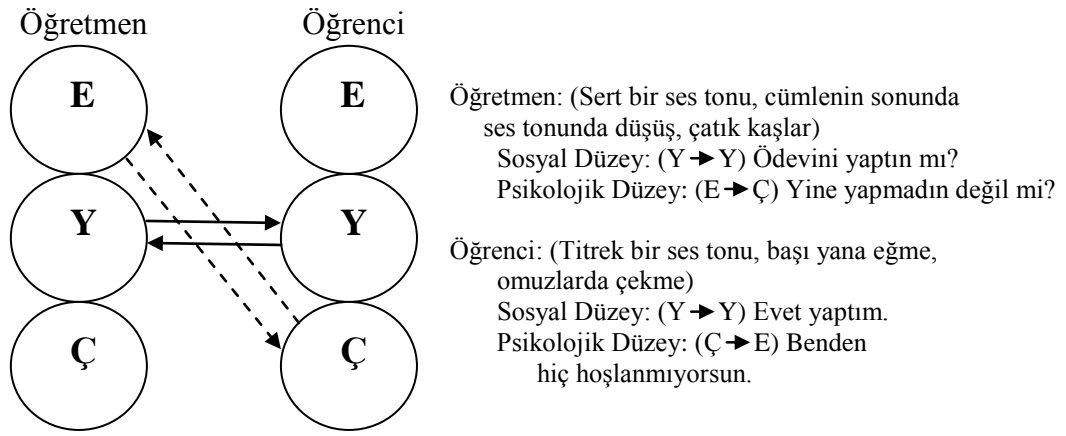 Öğretmen Öğrenci
E E
Y Y
Ç Ç
Öğretmen: (Sert bir ses tonu, cümlenin sonunda
ses tonunda düşüş, çatık kaşlar)
Sosyal Düzey: (Y → Y) Ödevini yaptın mı?
Psikolojik Düzey: (E → Ç) Yine yapmadın değil mi?
Öğrenci: (Titrek bir ses tonu, başı yana eğme,
omuzlarda çekme)
Sosyal Düzey: (Y → Y) Evet yaptım.
Psikolojik Düzey: (Ç → E) Benden
hiç hoşlanmıyorsun.